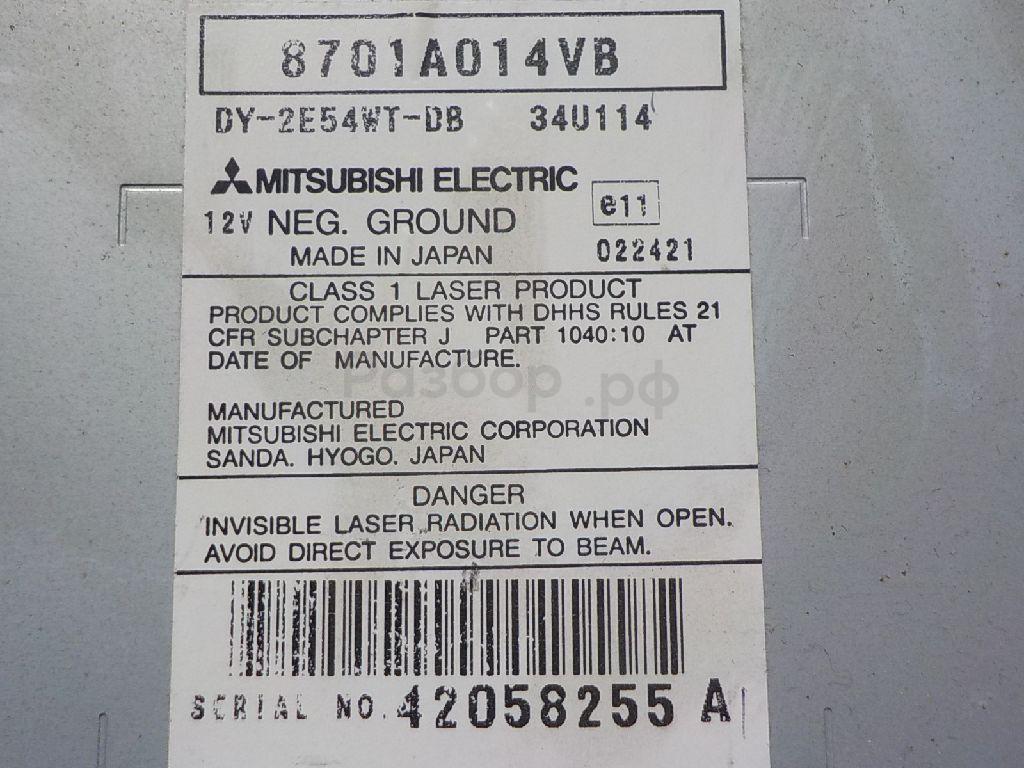 8701A014VB
DY-2E54WT-DB 34U114
MITSUBISHI ELECTRIC
e11
12V NEG. GROUND
MADE IN JAPAN 022421
CLASS 1 LASER PRODUCT
PRODUCT COMPLIES WITH DHHS RULES 21
CFR SUBCHAPTER J PART 1040:10 AT
DATE OF MANUFACTURE.
Разбор.рф
MANUFACTURED
MITSUBISHI ELECTRIC CORPORATION
SANDA. HYOGO. JAPAN
DANGER
INVISIBLE LASER RADIATION WHEN OPEN.
AVOID DIRECT EXPOSURE TO BEAM.
SERIAL NO. 42058255 A